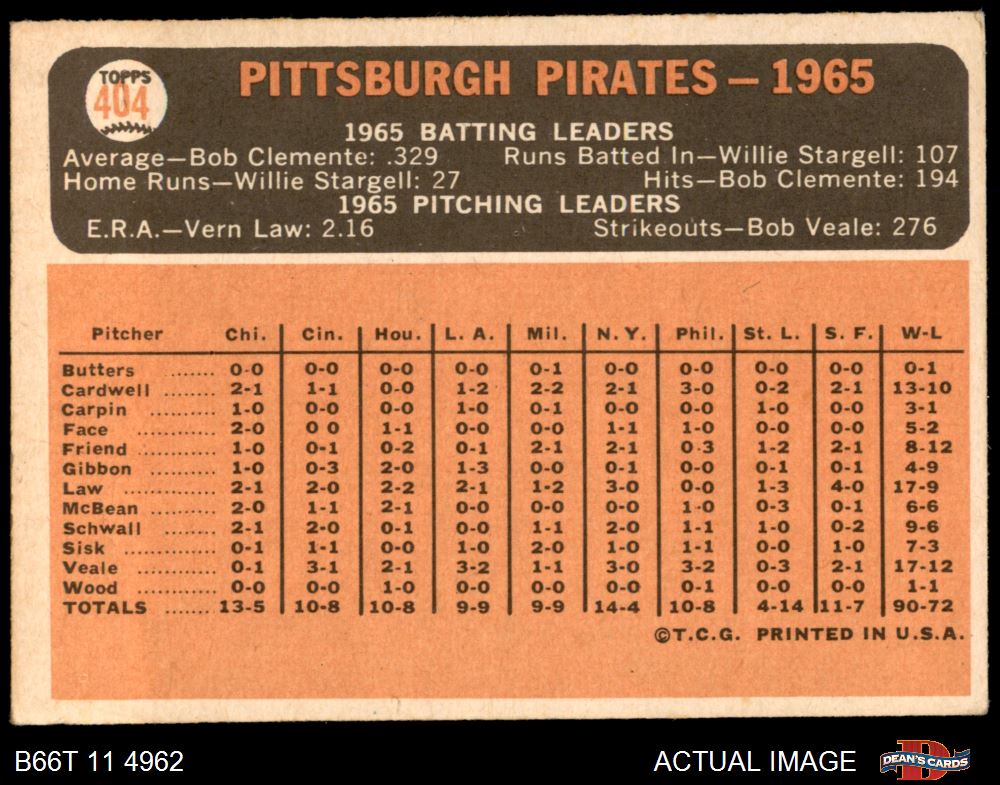 TOPPS
404
PITTSBURGH PIRATES — 1965
1965 BATTING LEADERS
Average—Bob Clemente: .329 Runs Batted In—Willie Stargell: 107
Home Runs—Willie Stargell: 27 Hits—Bob Clemente: 194
1965 PITCHING LEADERS
E.R.A.—Vern Law: 2.16 Strikeouts—Bob Veale: 276
Pitcher Chi. Cin. Hou. L. A. Mil. N. Y. Phil. St. L. S. F. W-L
Butters ....... 0-0 0-0 0-0 0-0 0-1 0-0 0-0 0-0 0-0 0-1
Cardwell ........ 2-1 1-1 0-0 1-2 2-2 2-1 3-0 0-2 2-1 13-10
Carpin .......... 1-0 0-0 0-0 1-0 0-1 0-0 0-0 1-0 0-0 3-1
Face ............ 2-0 0 0 1-1 0-0 0-0 1-1 1-0 0-0 0-0 5-2
Friend .......... 1-0 0-1 0-2 0-1 2-1 2-1 0-3 1-2 2-1 8-12
Gibbon .......... 1-0 0-3 2-0 1-3 0-0 0-1 0-0 0-1 0-1 4-9
Law .............. 2-1 2-0 2-2 2-1 1-2 3-0 0-0 1-3 4-0 17-9
McBean ......... 2-0 1-1 2-1 0-0 0-0 0-0 1-0 0-3 0-1 6-6
Schwall ......... 2-1 2-0 0-1 0-0 1-1 2-0 1-1 1-0 0-2 9-6
Sisk .............. 0-1 1-1 0-0 1-0 2-0 1-0 1-1 0-0 1-0 7-3
Veale ............ 0-1 3-1 2-1 3-2 1-1 3-0 3-2 0-3 2-1 17-12
Wood ............ 0-0 0-0 1-0 0-0 0-0 0-0 0-1 0-0 0-0 1-1
TOTALS ...... 13-5 10-8 10-8 9-9 9-9 14-4 10-8 4-14 11-7 90-72
©T.C.G. PRINTED IN U.S.A.
B66T 11 4962 ACTUAL IMAGE D DEAN'S CARDS